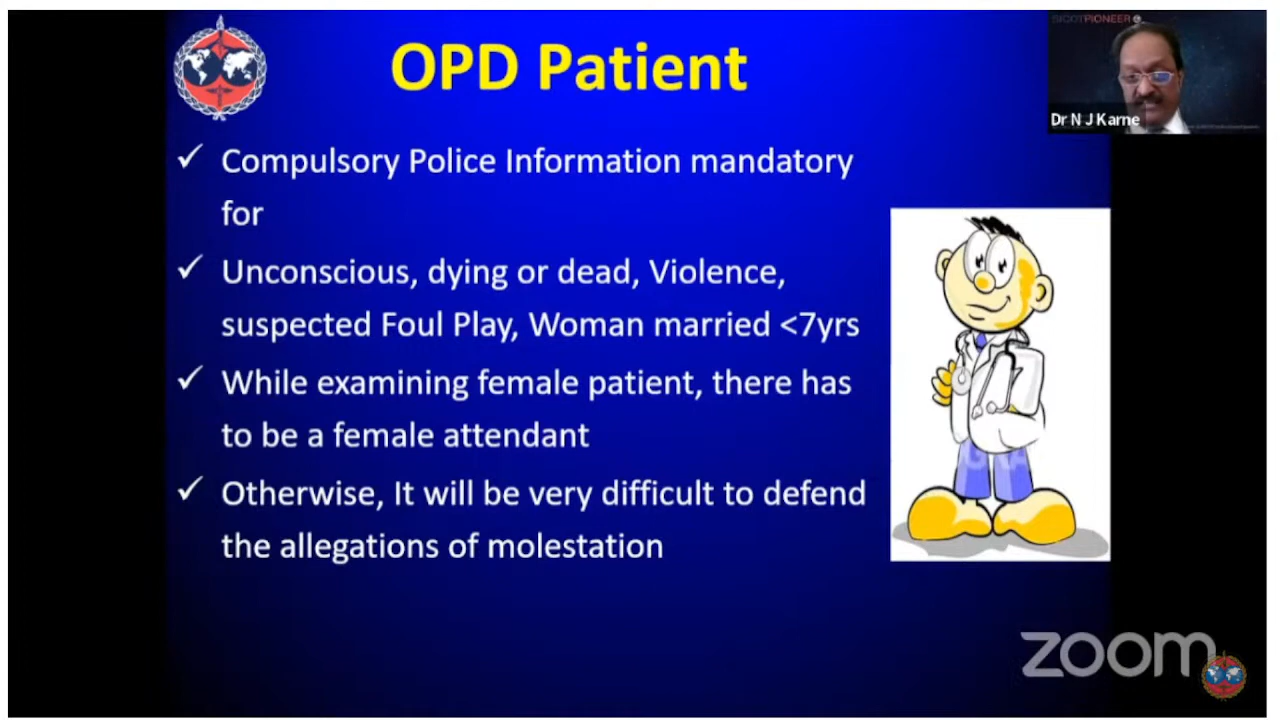 OPD Patient
SICOTPIONEER
Dr N J Karne
✓ Compulsory Police Information mandatory
for
✓ Unconscious, dying or dead, Violence,
suspected Foul Play, Woman married <7yrs
✓ While examining female patient, there has
to be a female attendant
✓ Otherwise, It will be very difficult to defend
the allegations of molestation
zoom